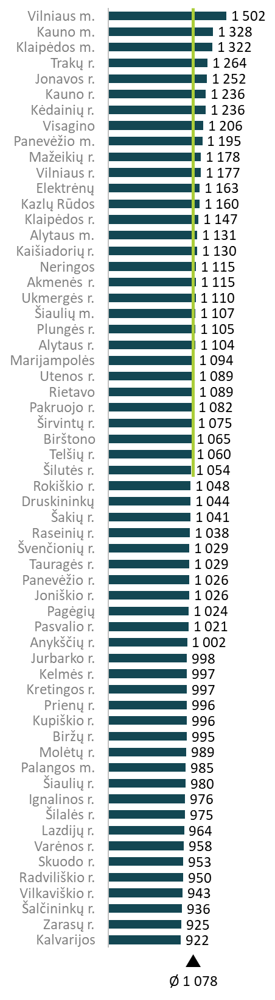 Vilniaus m. 1 502
Kauno m. 1 328
Klaipėdos m. 1 322
Trakų r. 1 264
Jonavos r. 1 252
Kauno r. 1 236
Kėdainių r. 1 236
Visagino 1 206
Panevėžio m. 1 195
Mažeikių r. 1 178
Vilniaus r. 1 177
Elektrėnų 1 163
Kazlų Rūdos 1 160
Klaipėdos r. 1 147
Alytaus m. 1 131
Kaišiadorių r. 1 130
Neringos 1 115
Akmenės r. 1 115
Ukmergės r. 1 110
Šiaulių m. 1 107
Plungės r. 1 105
Alytaus r. 1 104
Marijampolės 1 094
Utenos r. 1 089
Rietavo 1 089
Pakruojo r. 1 082
Širvintų r. 1 075
Birštono 1 065
Telšių r. 1 060
Šilutės r. 1 054
Rokiškio r. 1 048
Druskininkų 1 044
Šakių r. 1 041
Raseinių r. 1 038
Švenčionių r. 1 029
Tauragės r. 1 029
Panevėžio r. 1 026
Joniškio r. 1 026
Pagėgių 1 024
Pasvalio r. 1 021
Anykščių r. 1 002
Jurbarko r. 998
Kelmės r. 997
Kretingos r. 997
Prienų r. 996
Kupiškio r. 996
Biržų r. 995
Molėtų r. 989
Palangos m. 985
Šiaulių r. 980
Ignalinos r. 976
Šilalės r. 975
Lazdijų r. 964
Varėnos r. 958
Skuodo r. 953
Radviliškio r. 950
Vilkaviškio r. 943
Šalčininkų r. 936
Zarasų r. 925
Kalvarijos 922
Ø 1 078